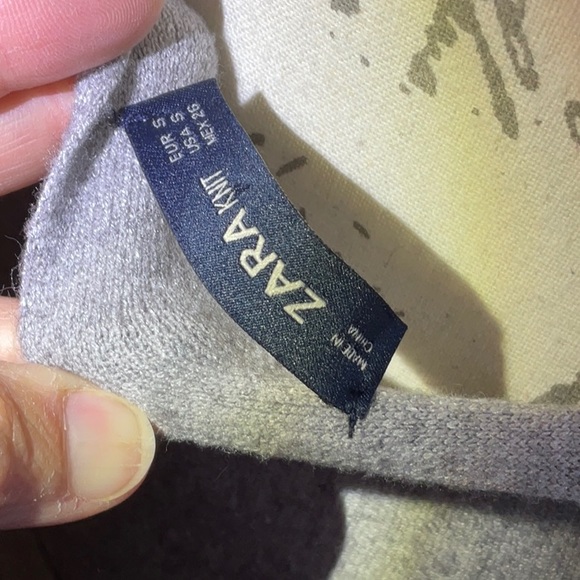 EUR S
USA S
MEX 26
ZARA KNIT
MADE IN
CHINA